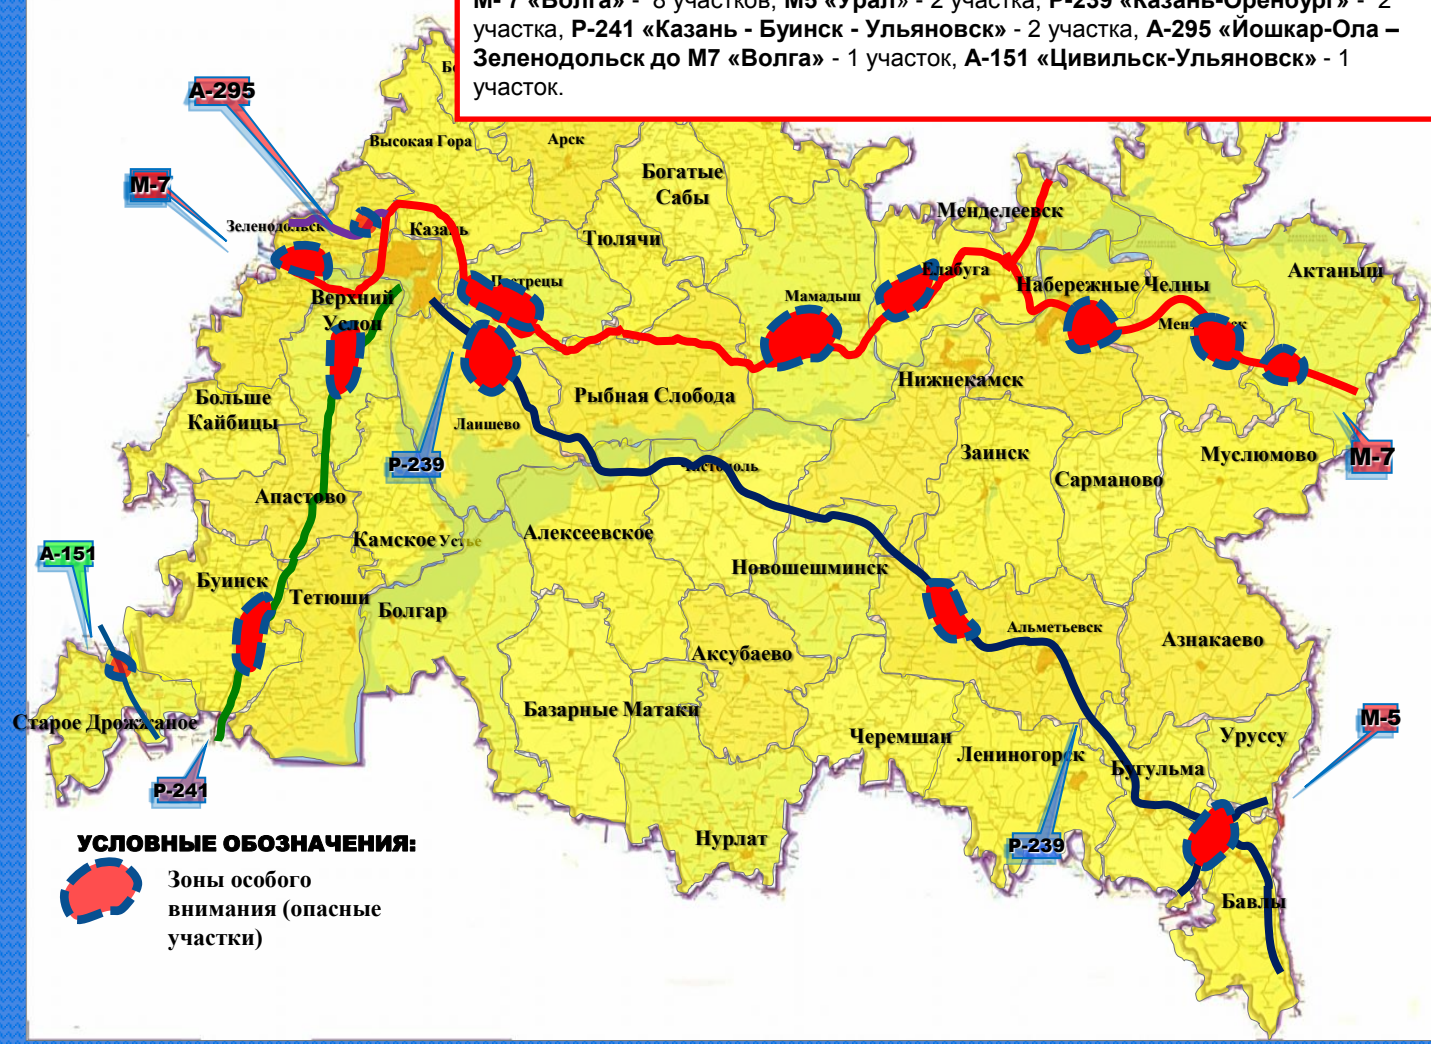 М- 7 «Волга» - 8 участков, М5 «Урал» - 2 участка, Р-239 «Казань-Оренбург» - 2
участка, Р-241 «Казань - Буинск - Ульяновск» - 2 участка, А-295 «Йошкар-Ола –
Зеленодольск до М7 «Волга» - 1 участок, А-151 «Цивильск-Ульяновск» - 1
участок.
А-295
Высокая Гора
Арск
Богатые
Сабы
М-7
Менделеевск
Зеленодольск
Казань
Тюлячи
Елабуга
Актаныш
Набережные Челны
Мамадыш
Верхний
Услон
Нижнекамск
Больше
Кайбицы
Рыбная Слобода
Лаишево
Р-239
Чистополь
Заинск
Муслюмово
М-7
Сарманово
Апастово
Камское Устье
Алексеевское
А-151
Новошешминск
Буинск
Тетюши
Болгар
Альметьевск
Азнакаево
Аксубаево
Базарные Матаки
Старое Дрожжаное
М-5
Черемшан
Уруссу
Лениногорск
Бугульма
Р-241
Нурлат
Р-239
УСЛОВНЫЕ ОБОЗНАЧЕНИЯ:
Зоны особого
внимания (опасные
участки)
Бавлы